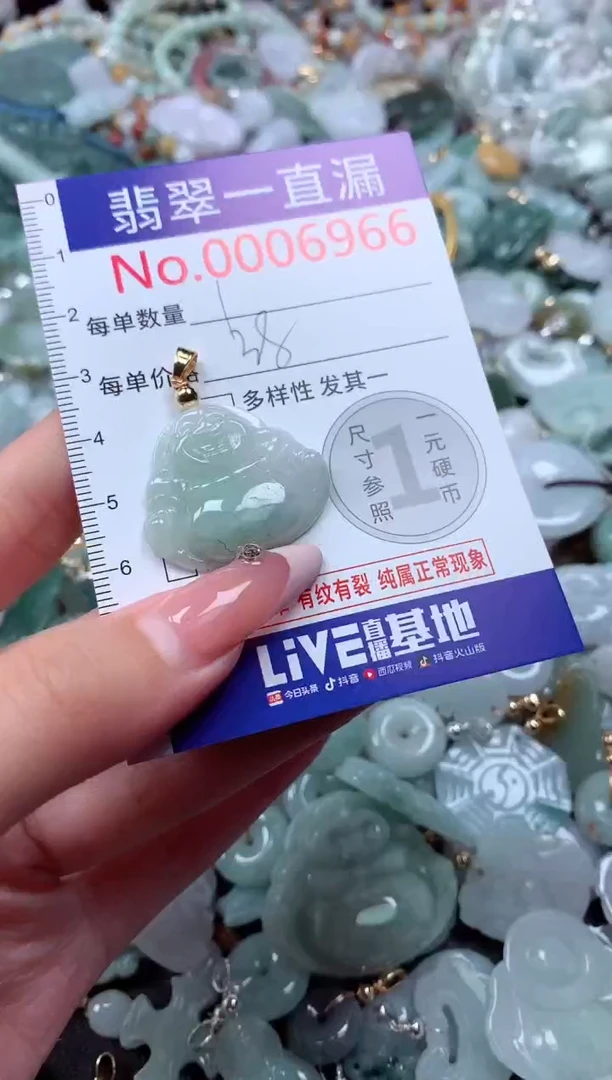 0
翡翠一直漏
No.0006966
1
2
每单数量 1
38
3
每单价格
多样性 发其一
4
尺寸参照
1
一元硬币
5
6
有纹有裂 纯属正常现象
LiVE直播基地
今日头条 抖音 西瓜视频 抖音火山版